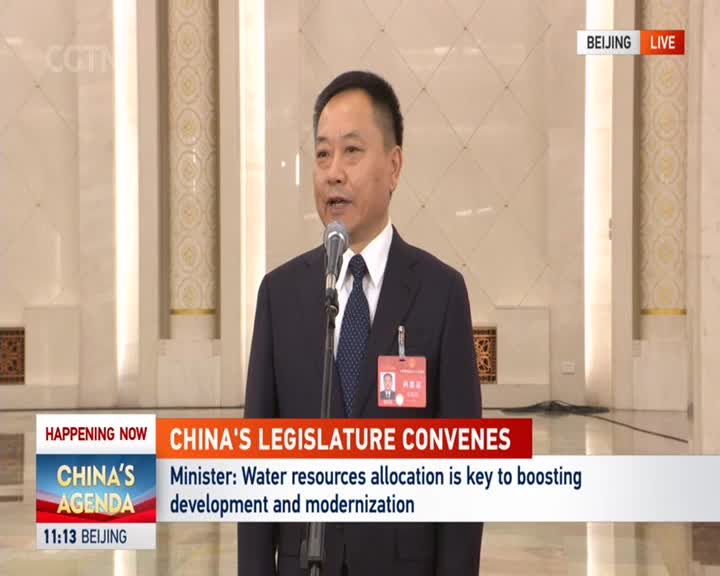 CGTN
BEIJING LIVE
HAPPENING NOW
CHINA'S LEGISLATURE CONVENES
CHINA'S
AGENDA
Minister: Water resources allocation is key to boosting
development and modernization
11:13 BEIJING